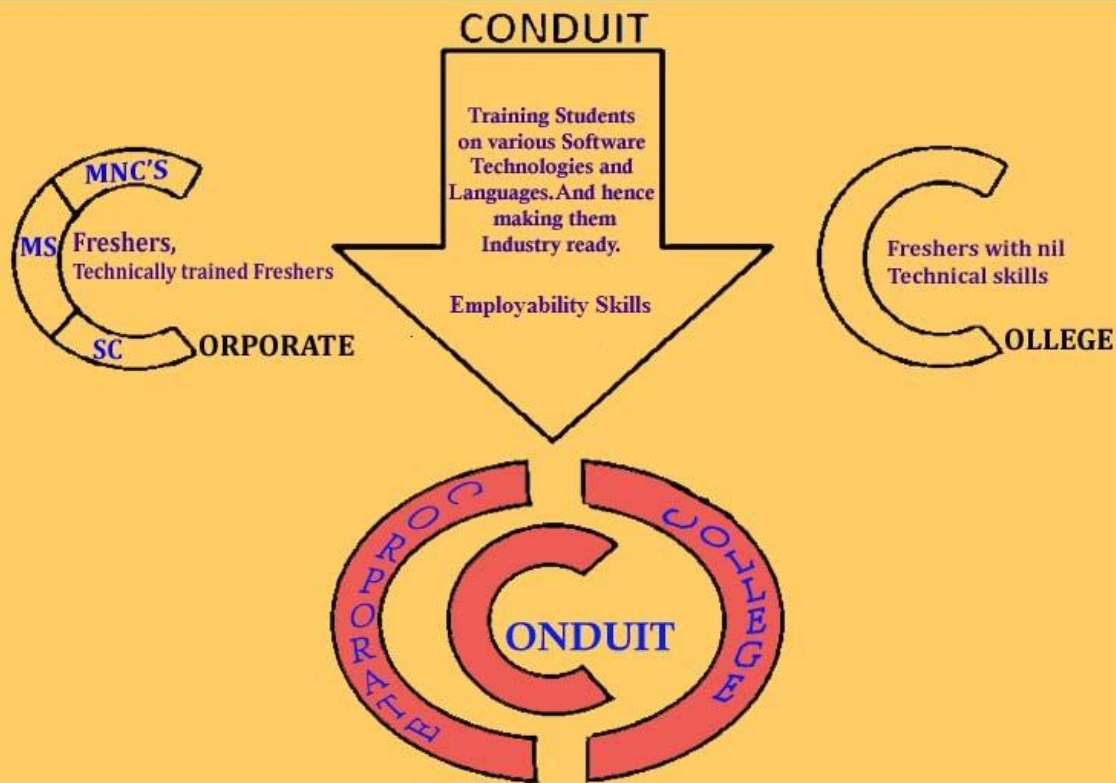 CONDUIT
Training Students
on various Software
Technologies and
Languages.And hence
making them
Industry ready.
Employability Skills
MNC'S
MS
SC
Freshers,
Technically trained Freshers
ORPORATE
Freshers with nil
Technical skills
OLLEGE
CORPORATE
COLLEGE
ONDUIT